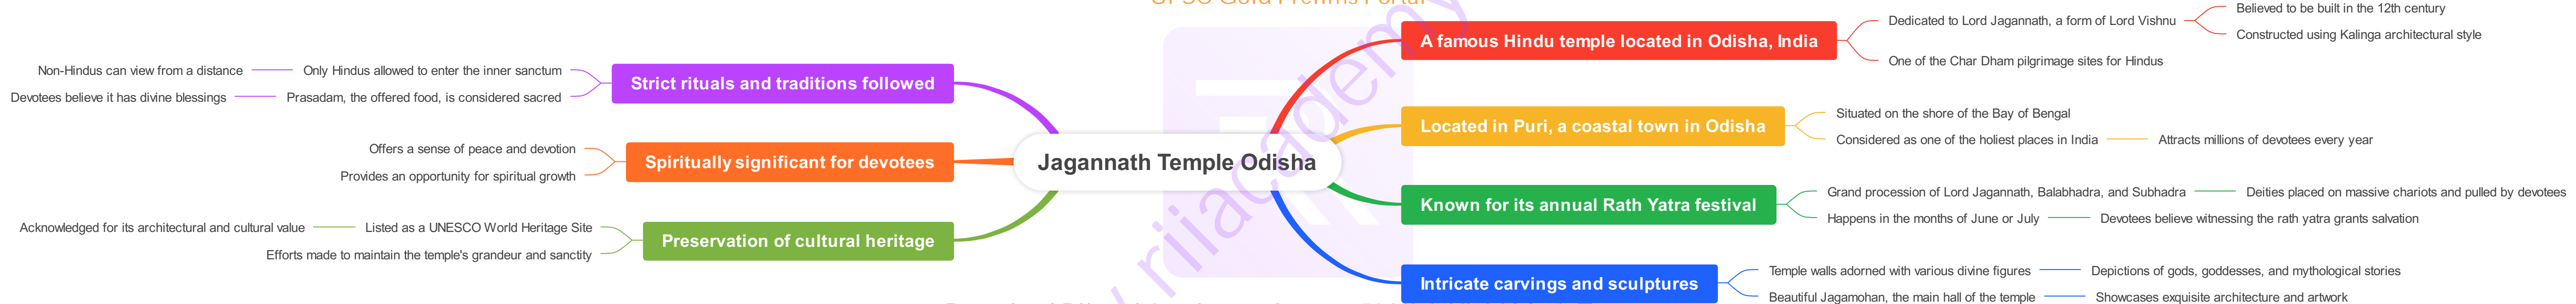 UPSC Gold Prelims Portal
Jagannath Temple Odisha
A famous Hindu temple located in Odisha, India
Dedicated to Lord Jagannath, a form of Lord Vishnu
Believed to be built in the 12th century
Constructed using Kalinga architectural style
One of the Char Dham pilgrimage sites for Hindus
Located in Puri, a coastal town in Odisha
Situated on the shore of the Bay of Bengal
Considered as one of the holiest places in India
Attracts millions of devotees every year
Known for its annual Rath Yatra festival
Grand procession of Lord Jagannath, Balabhadra, and Subhadra
Deities placed on massive chariots and pulled by devotees
Happens in the months of June or July
Devotees believe witnessing the rath yatra grants salvation
Intricate carvings and sculptures
Temple walls adorned with various divine figures
Depictions of gods, goddesses, and mythological stories
Beautiful Jagamohan, the main hall of the temple
Showcases exquisite architecture and artwork
Strict rituals and traditions followed
Only Hindus allowed to enter the inner sanctum
Non-Hindus can view from a distance
Prasadam, the offered food, is considered sacred
Devotees believe it has divine blessings
Spiritually significant for devotees
Offers a sense of peace and devotion
Provides an opportunity for spiritual growth
Preservation of cultural heritage
Listed as a UNESCO World Heritage Site
Acknowledged for its architectural and cultural value
Efforts made to maintain the temple's grandeur and sanctity